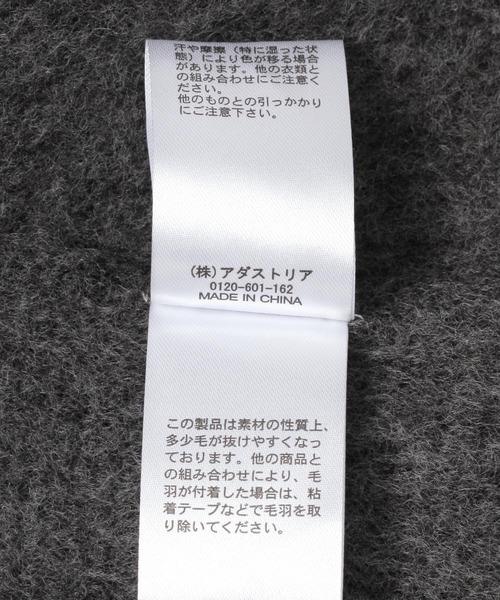 汗や摩擦（特に湿った状
態）により色が移る場合
があります。他の衣類と
の組み合わせにご注意く
ださい。
他のものとの引っかかり
にご注意下さい。
(株)アダストリア
0120-601-162
MADE IN CHINA
この製品は素材の性質上、
多少毛が抜けやすくなっ
ております。他の商品と
の組み合わせにより、毛
羽が付着した場合は、粘
着テープなどで毛羽を取
り除いてください。